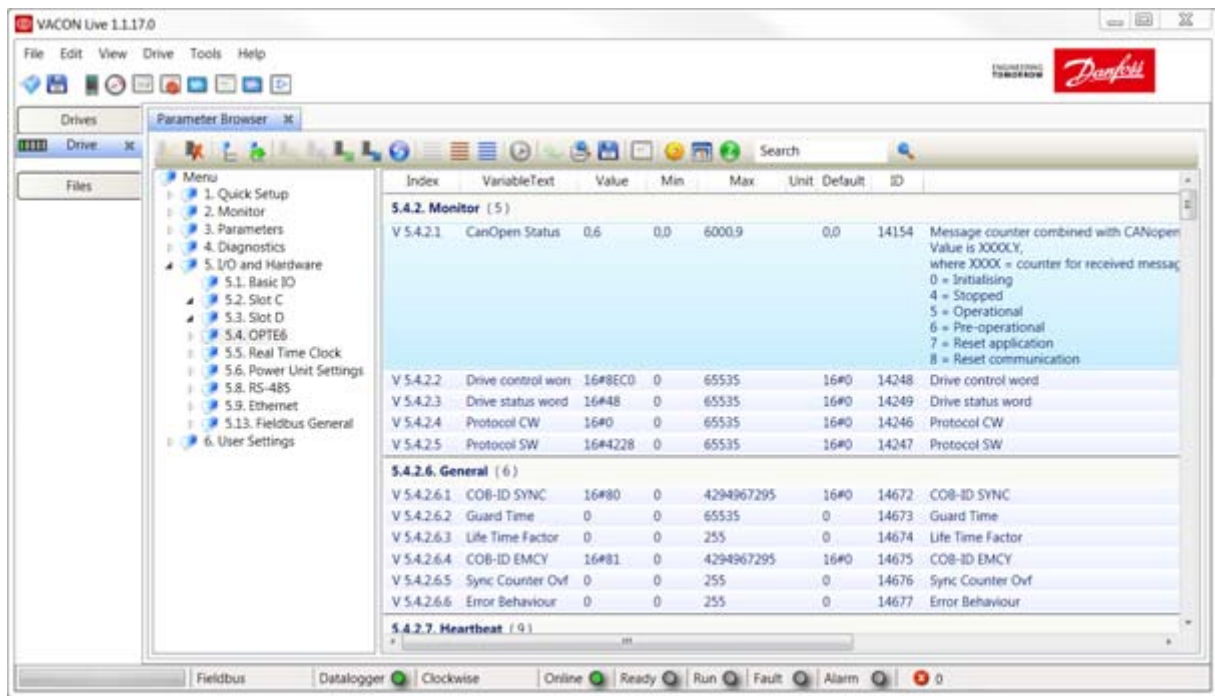 VACON Live 1.1.17.0
File Edit View Drive Tools Help
ENGINEERING
TOMORROW
Danfoss
Drives
Drive
Files
Parameter Browser
Search
Menu
1. Quick Setup
2. Monitor
3. Parameters
4. Diagnostics
5. I/O and Hardware
5.1. Basic IO
5.2. Slot C
5.3. Slot D
5.4. OPTE6
5.5. Real Time Clock
5.6. Power Unit Settings
5.8. RS-485
5.9. Ethernet
5.13. Fieldbus General
6. User Settings
Index VariableText Value Min Max Unit Default ID
5.4.2. Monitor (5)
V 5.4.2.1 CanOpen Status 0,6 0,0 6000,9 0,0 14154 Message counter combined with CANopen
Value is XXXX,Y,
where XXXX = counter for received messag
0 = Initialising
4 = Stopped
5 = Operational
6 = Pre-operational
7 = Reset application
8 = Reset communication
V 5.4.2.2 Drive control wor 16#8EC0 0 65535 16#0 14248 Drive control word
V 5.4.2.3 Drive status word 16#48 0 65535 16#0 14249 Drive status word
V 5.4.2.4 Protocol CW 16#0 0 65535 16#0 14246 Protocol CW
V 5.4.2.5 Protocol SW 16#4228 0 65535 16#0 14247 Protocol SW
5.4.2.6. General (6)
V 5.4.2.6.1 COB-ID SYNC 16#80 0 4294967295 16#0 14672 COB-ID SYNC
V 5.4.2.6.2 Guard Time 0 0 65535 0 14673 Guard Time
V 5.4.2.6.3 Life Time Factor 0 0 255 0 14674 Life Time Factor
V 5.4.2.6.4 COB-ID EMCY 16#81 0 4294967295 16#0 14675 COB-ID EMCY
V 5.4.2.6.5 Sync Counter Ovf 0 0 255 0 14676 Sync Counter Ovf
V 5.4.2.6.6 Error Behaviour 0 0 255 0 14677 Error Behaviour
5.4.2.7. Heartbeat (9)
Fieldbus Datalogger Clockwise Online Ready Run Fault Alarm 0